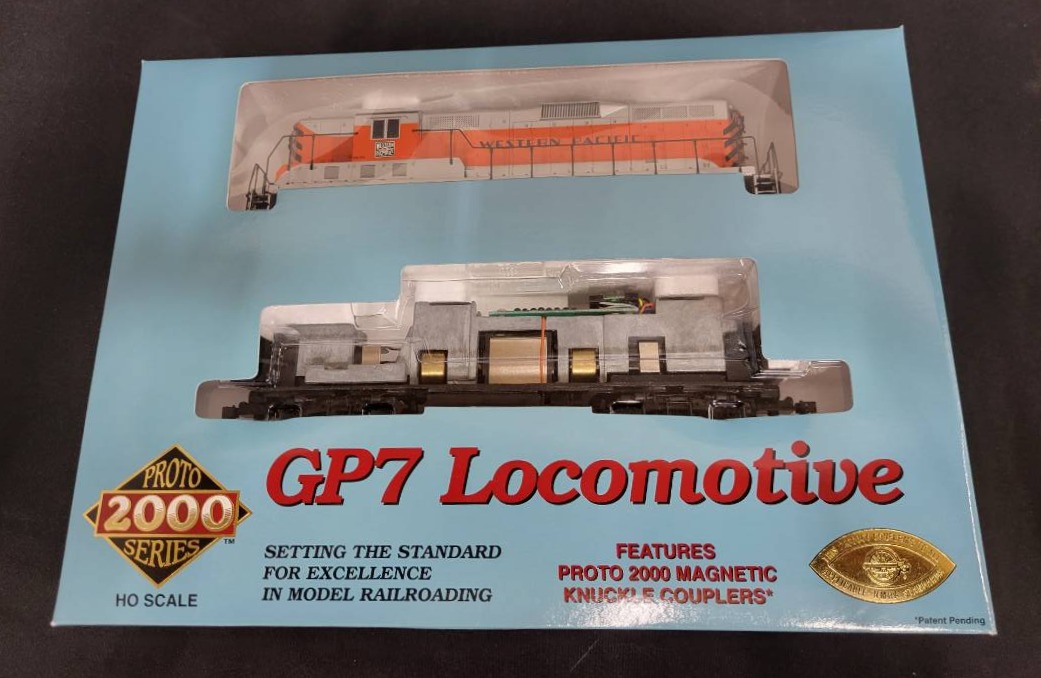 WESTERN PACIFIC
GP7 Locomotive
PROTO
2000
SERIES
™
HO SCALE
SETTING THE STANDARD
FOR EXCELLENCE
IN MODEL RAILROADING
FEATURES
PROTO 2000 MAGNETIC
KNUCKLE COUPLERS*
*Patent Pending